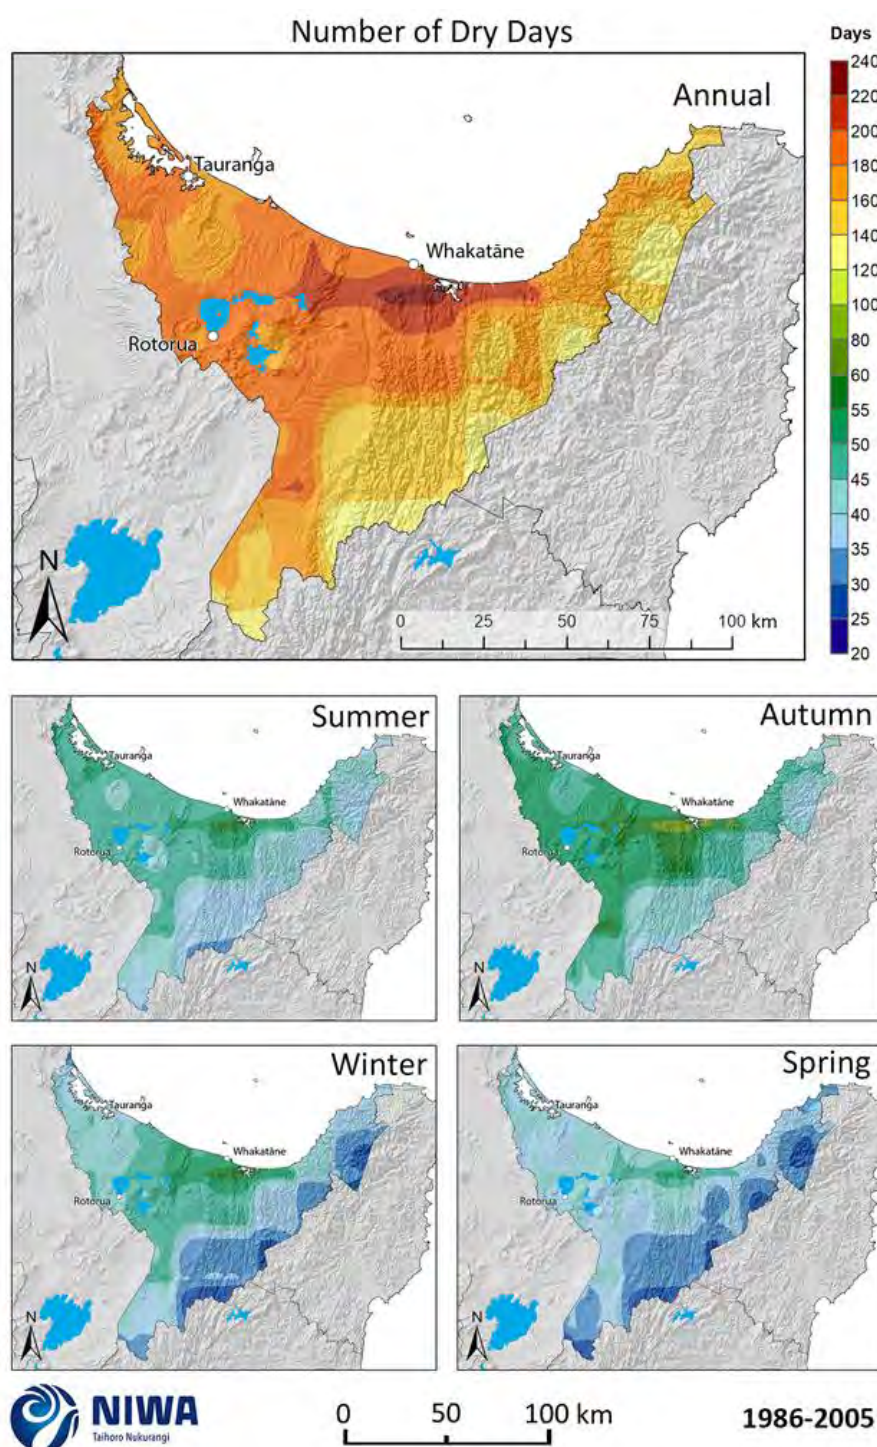 Number of Dry Days
Days
Annual
Tauranga
Whakatāne
Rotorua
N
0 25 50 75 100 km
240
220
200
180
160
140
120
100
80
60
55
50
45
40
35
30
25
20
Summer
Tauranga
Whakatāne
Rotorua
N
Autumn
Tauranga
Whakatāne
Rotorua
N
Winter
Tauranga
Whakatāne
Rotorua
N
Spring
Tauranga
Whakatāne
Rotorua
N
NIWA
Taihoro Nukurangi
0 50 100 km
1986-2005